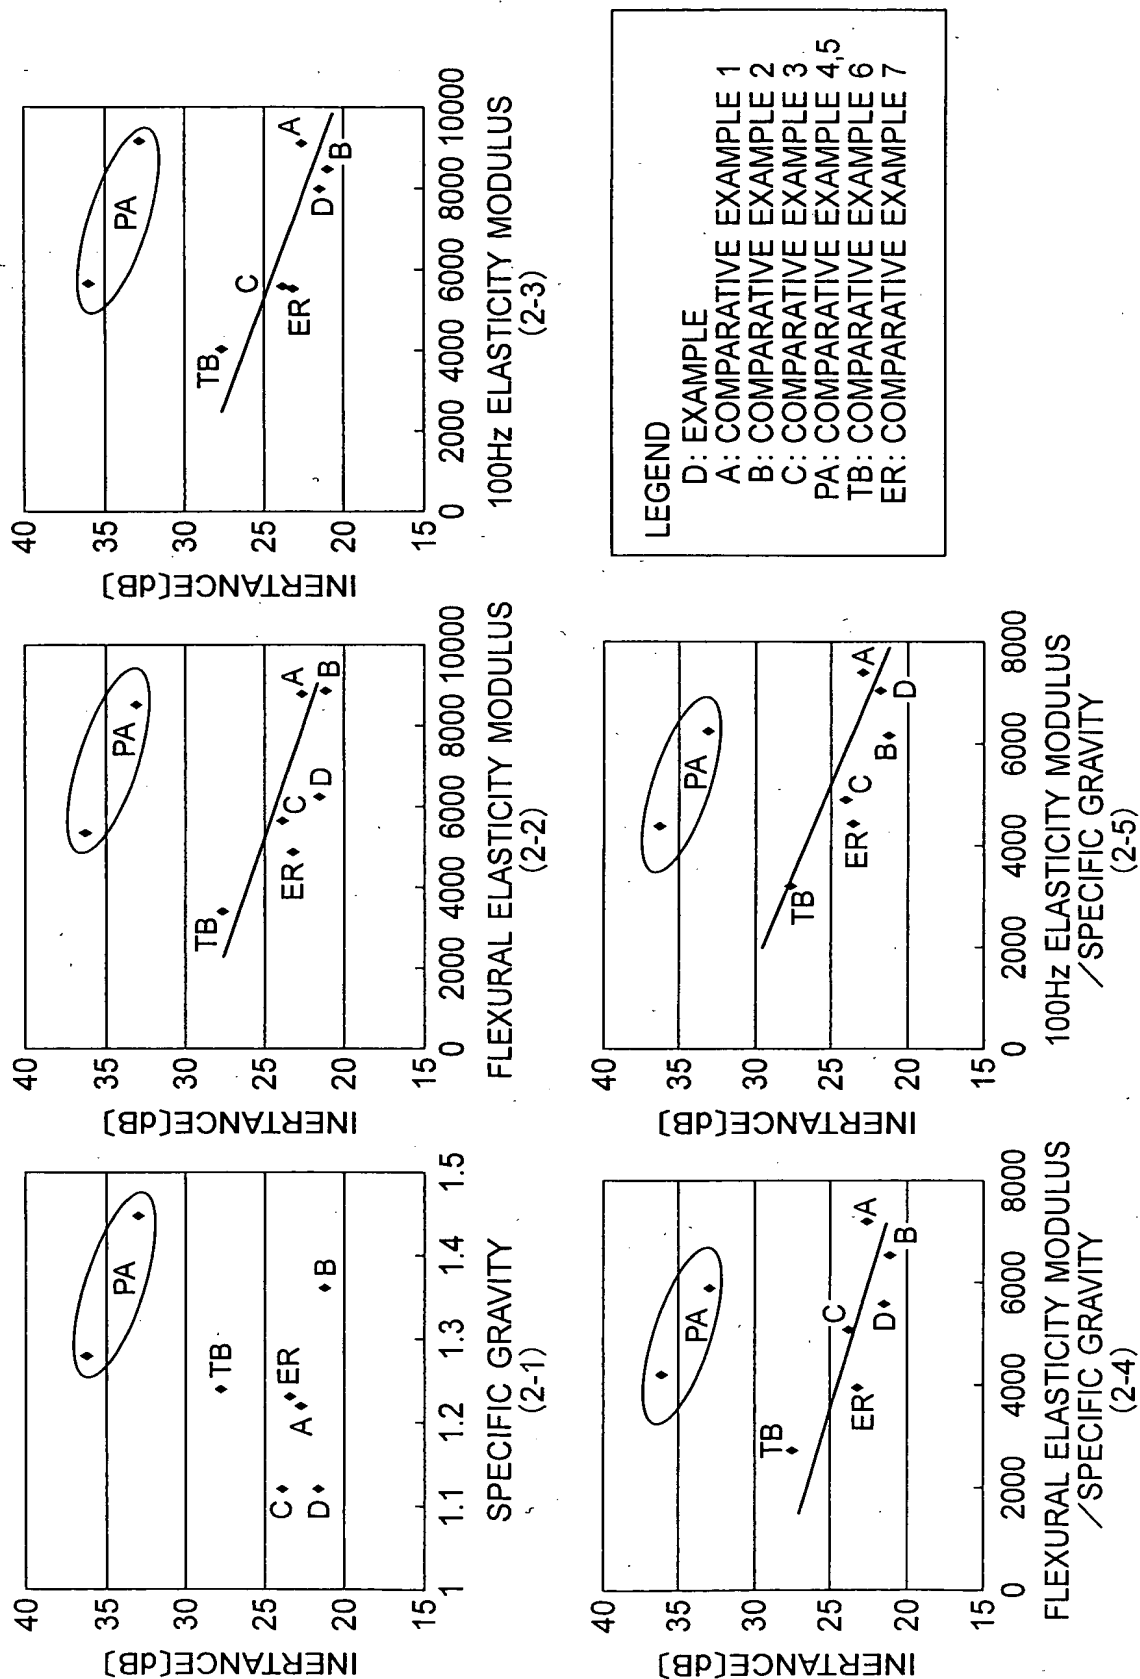 40
35
30
25
20
15
INERTANCE[dB]
PA
TB
ER
A
B
C
D
1 1.1 1.2 1.3 1.4 1.5
SPECIFIC GRAVITY
(2-1)
40
35
30
25
20
15
INERTANCE[dB]
PA
TB
ER
C
D
A
B
0 2000 4000 6000 8000 10000
FLEXURAL ELASTICITY MODULUS
(2-2)
40
35
30
25
20
15
INERTANCE[dB]
PA
TB
C
ER
A
D
B
0 2000 4000 6000 8000 10000
100Hz ELASTICITY MODULUS
(2-3)
40
35
30
25
20
15
INERTANCE[dB]
PA
TB
C
ER
A
D
B
0 2000 4000 6000 8000
FLEXURAL ELASTICITY MODULUS
/SPECIFIC GRAVITY
(2-4)
40
35
30
25
20
15
INERTANCE[dB]
PA
TB
ER
C
A
B
D
0 2000 4000 6000 8000
100Hz ELASTICITY MODULUS
/SPECIFIC GRAVITY
(2-5)
LEGEND
D: EXAMPLE
A: COMPARATIVE EXAMPLE 1
B: COMPARATIVE EXAMPLE 2
C: COMPARATIVE EXAMPLE 3
PA: COMPARATIVE EXAMPLE 4,5
TB: COMPARATIVE EXAMPLE 6
ER: COMPARATIVE EXAMPLE 7